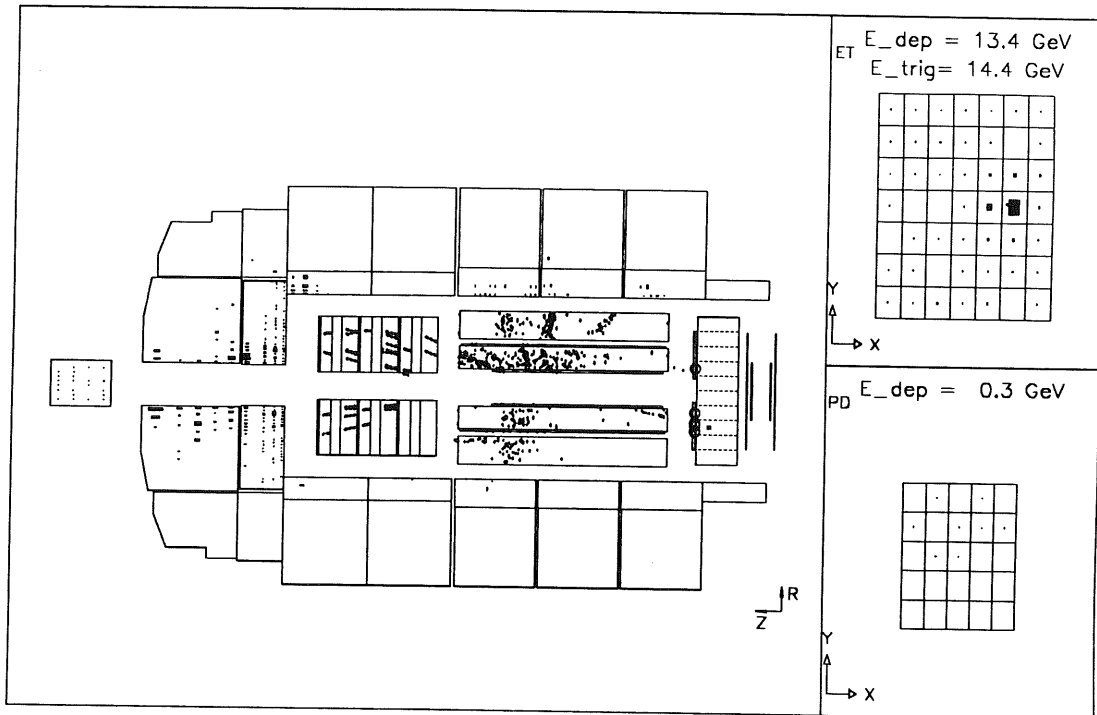 ET E_dep = 13.4 GeV
E_trig= 14.4 GeV
Y
X
PD E_dep = 0.3 GeV
R
Z
Y
X